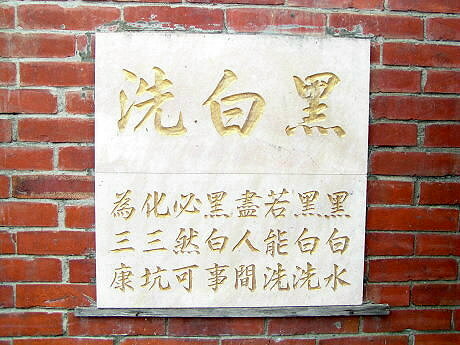 黑白洗
黑白水
黑白洗
若能洗
盡人間
黑白事
必然可
化三坑
為三康